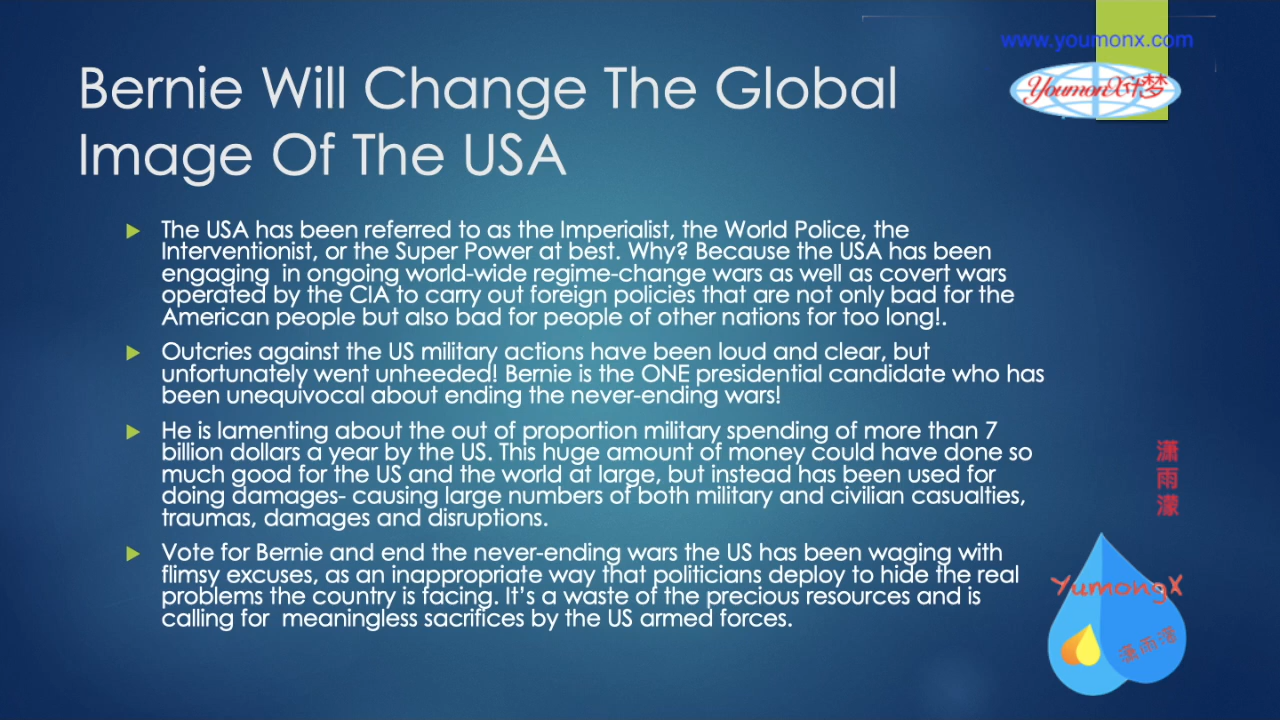 www.youmonx.com
YoumonX优梦
Bernie Will Change The Global
Image Of The USA
The USA has been referred to as the Imperialist, the World Police, the
Interventionist, or the Super Power at best. Why? Because the USA has been
engaging  in ongoing world-wide regime-change wars as well as covert wars
operated by the CIA to carry out foreign policies that are not only bad for the
American people but also bad for people of other nations for too long!.
Outcries against the US military actions have been loud and clear, but
unfortunately went unheeded! Bernie is the ONE presidential candidate who has
been unequivocal about ending the never-ending wars!
He is lamenting about the out of proportion military spending of more than 7
billion dollars a year by the US. This huge amount of money could have done so
much good for the US and the world at large, but instead has been used for
doing damages- causing large numbers of both military and civilian casualties,
traumas, damages and disruptions.
Vote for Bernie and end the never-ending wars the US has been waging with
flimsy excuses, as an inappropriate way that politicians deploy to hide the real
problems the country is facing. It's a waste of the precious resources and is
calling for  meaningless sacrifices by the US armed forces.
潇
雨
濛
YumongX
潇雨濛